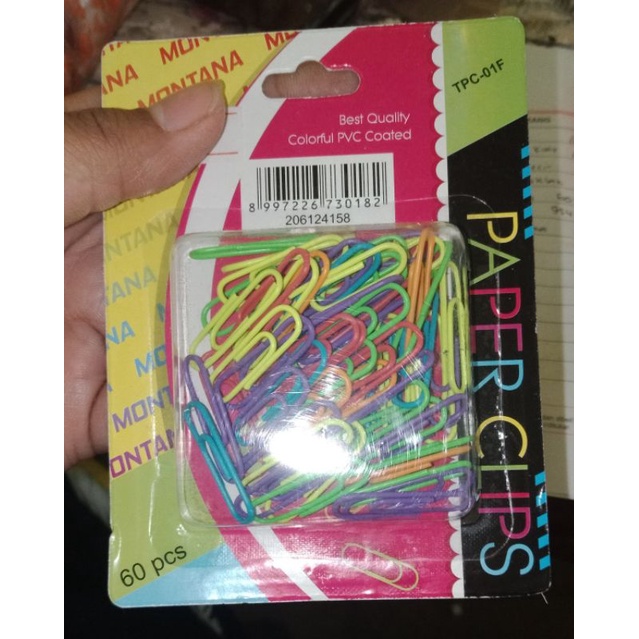 MONTANA
MONTANA
MONTANA
MONTANA
TPC-01F
Best Quality
Colorful PVC Coated
8 997226 730182
206124158
PAPER CLIPS
60 pcs